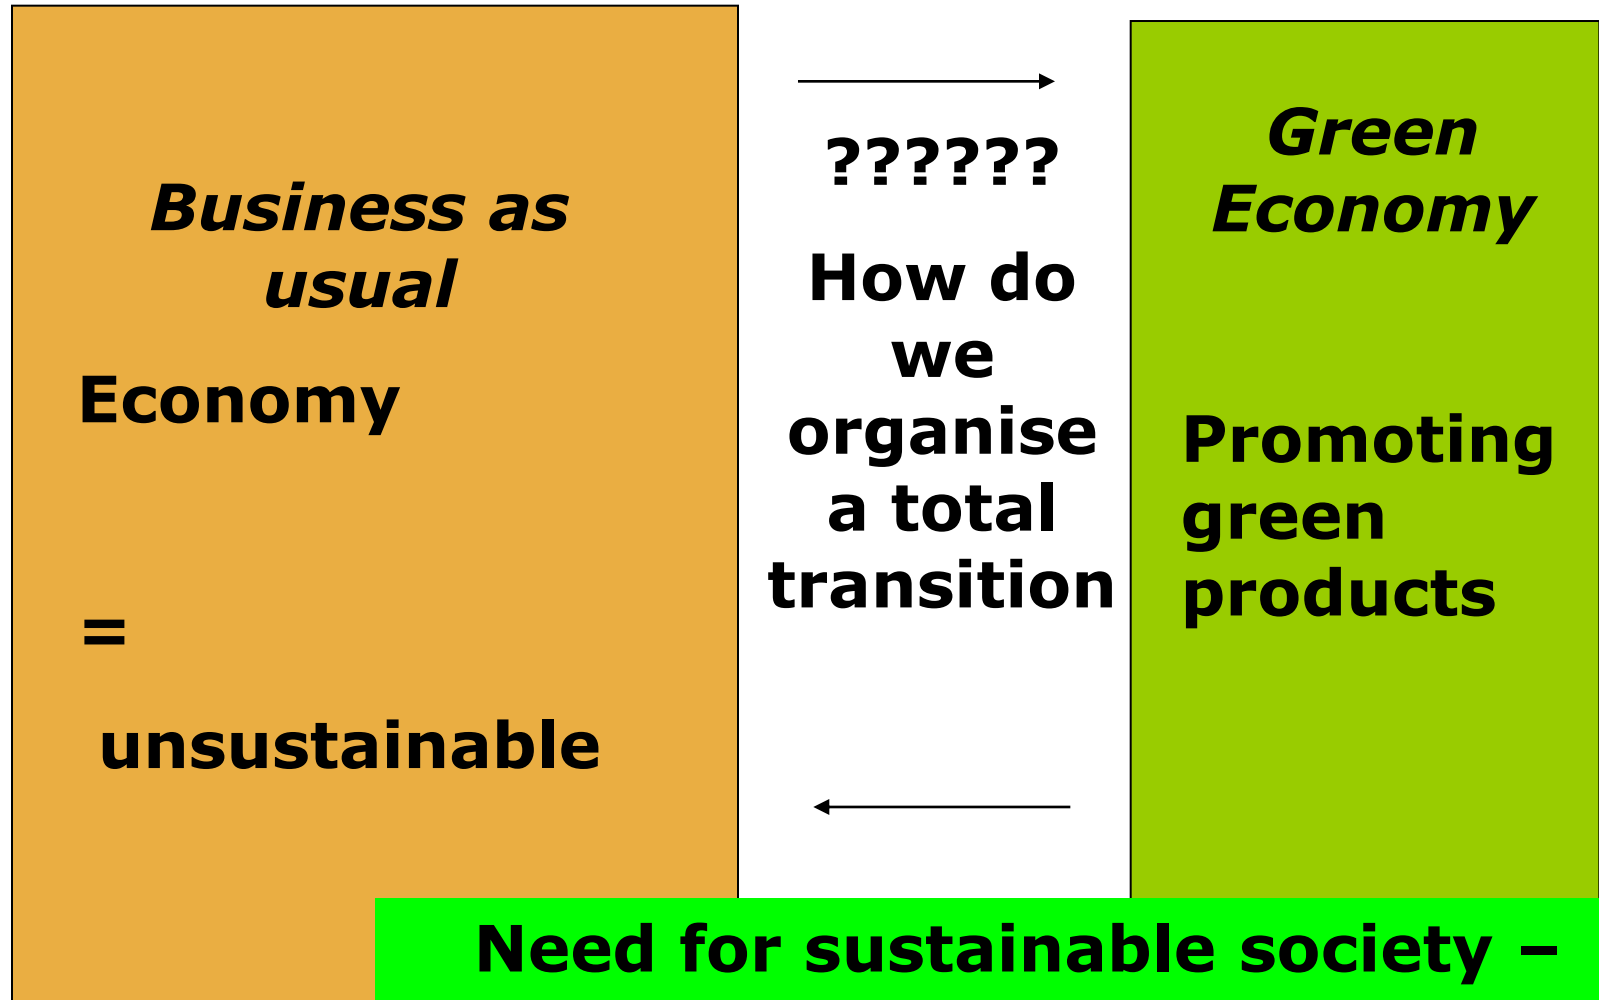 Business as
usual
Economy
=
unsustainable
??????
How do
we
organise
a total
transition
Green
Economy
Promoting
green
products
Need for sustainable society –